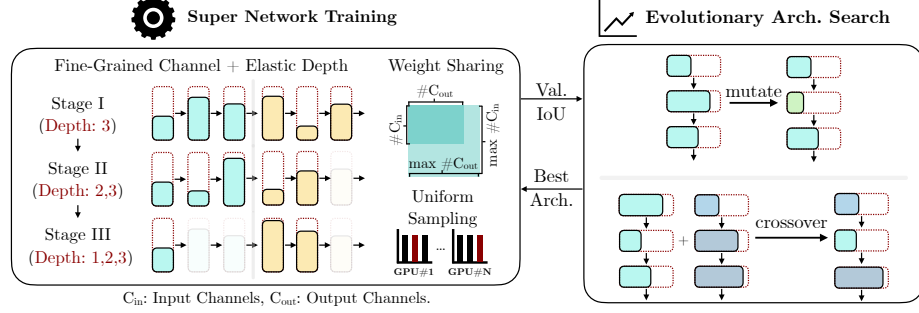 Super Network Training
Evolutionary Arch. Search
Fine-Grained Channel + Elastic Depth
Weight Sharing
Stage I
(Depth: 3)
Stage II
(Depth: 2,3)
Stage III
(Depth: 1,2,3)
#C_out
#C_in
max #C_in
max #C_out
Uniform
Sampling
...
GPU#1
GPU#N
C_in: Input Channels, C_out: Output Channels.
Val.
IoU
Best
Arch.
mutate
+
crossover